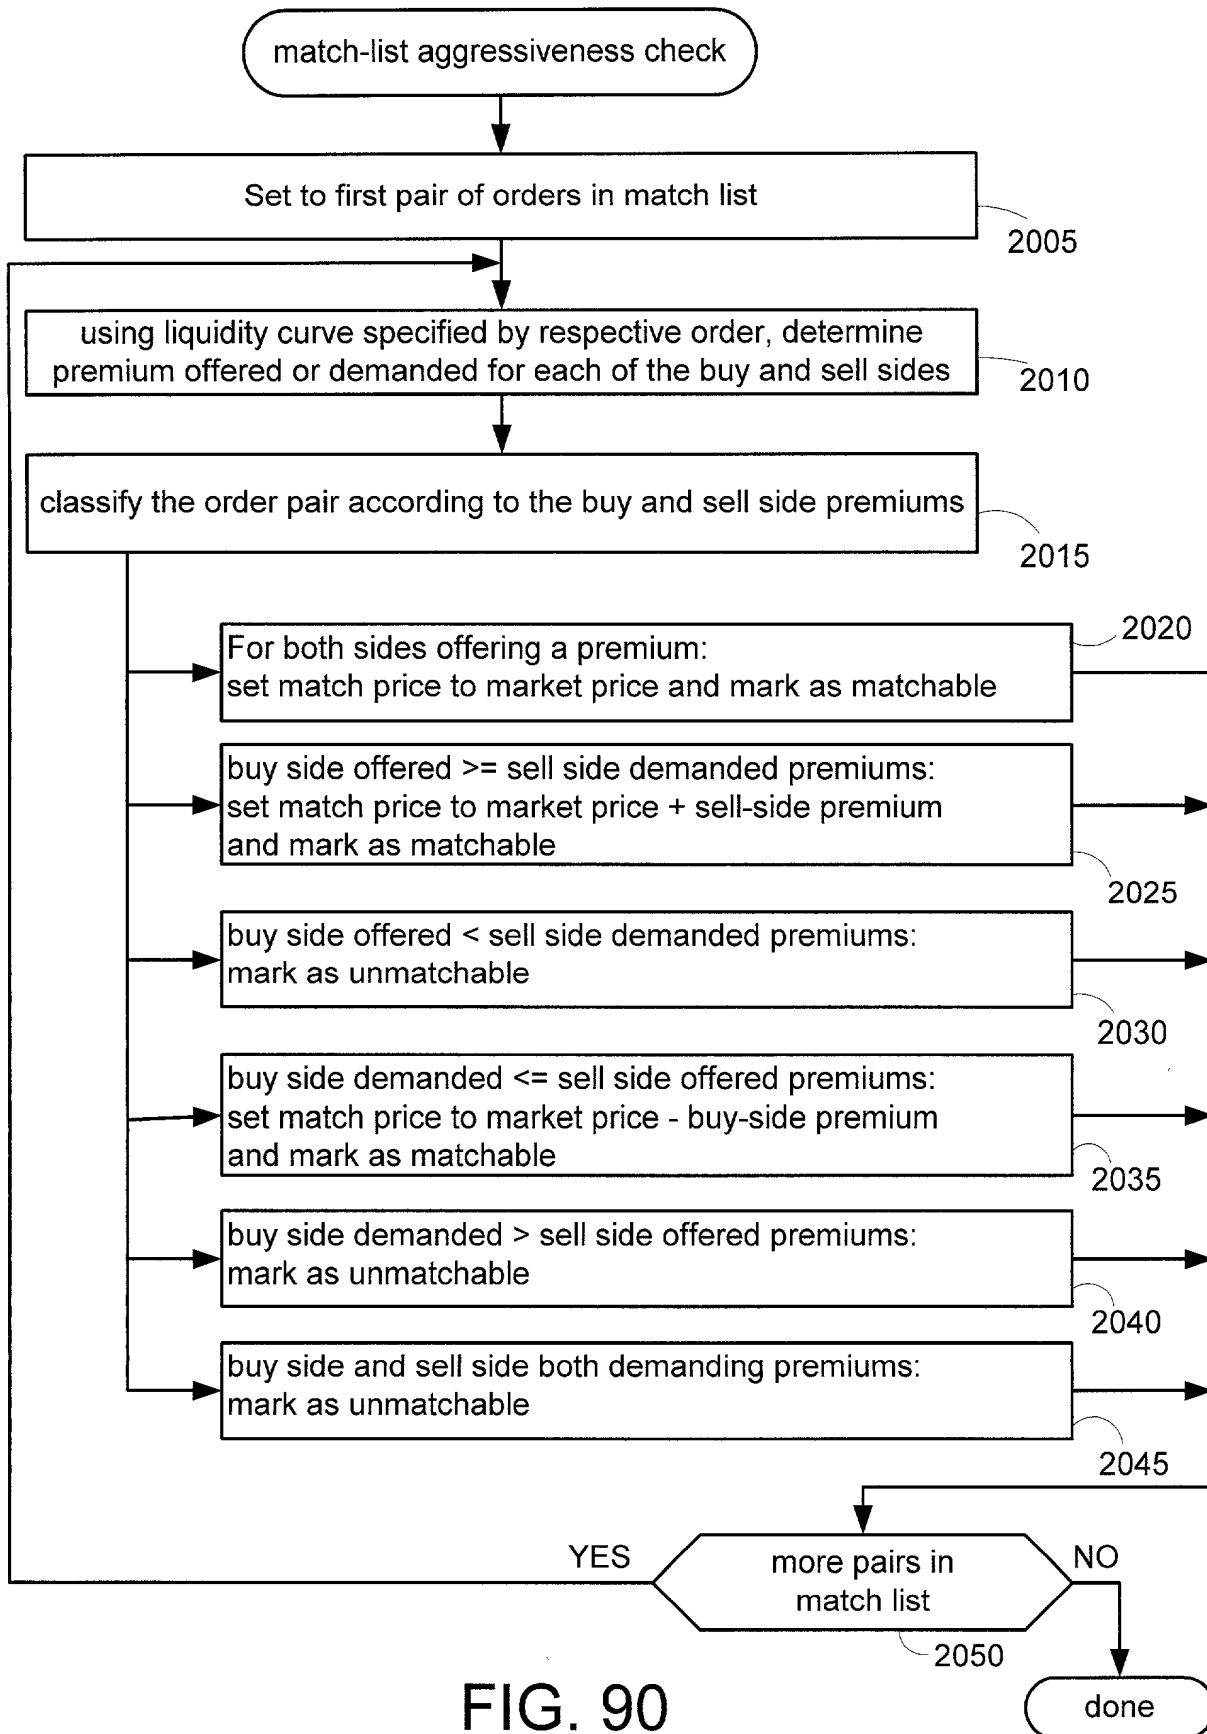 match-list aggressiveness check
Set to first pair of orders in match list
2005
using liquidity curve specified by respective order, determine
premium offered or demanded for each of the buy and sell sides
2010
classify the order pair according to the buy and sell side premiums
2015
2020
For both sides offering a premium:
set match price to market price and mark as matchable
buy side offered >= sell side demanded premiums:
set match price to market price + sell-side premium
and mark as matchable
2025
buy side offered < sell side demanded premiums:
mark as unmatchable
2030
buy side demanded <= sell side offered premiums:
set match price to market price - buy-side premium
and mark as matchable
2035
buy side demanded > sell side offered premiums:
mark as unmatchable
2040
buy side and sell side both demanding premiums:
mark as unmatchable
2045
YES
more pairs in
match list
NO
2050
done
FIG. 90